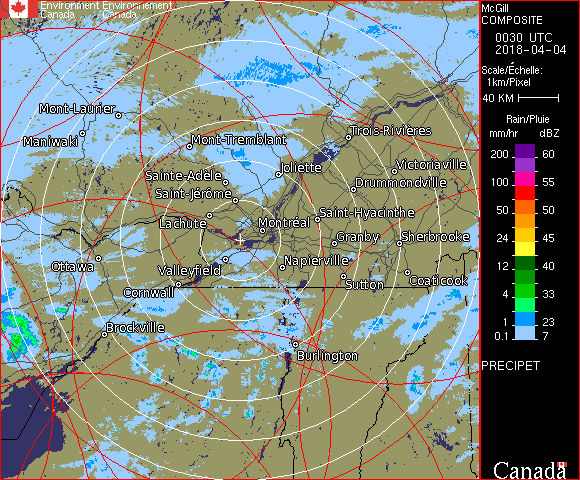 Environment Environnement
Canada Canada
Mont-Laurier
Maniwaki
Mont-Tremblant
Trois-Rivières
Sainte-Adèle
Joliette
Victoriaville
Saint-Jérôme
Drummondville
Lachute
Montréal
Saint-Hyacinthe
Granby
Sherbrooke
Ottawa
Valleyfield
Napierville
Cornwall
Sutton
Coaticook
Brockville
Burlington
McGill
COMPOSITE
0030 UTC
2018-04-04
Scale/Échelle:
1km/Pixel
40 KM
Rain/Pluie
mm/hr dBZ
200 60
100 55
50 50
24 45
12 40
4 33
1 23
0.1 7
PRECIPET
Canada